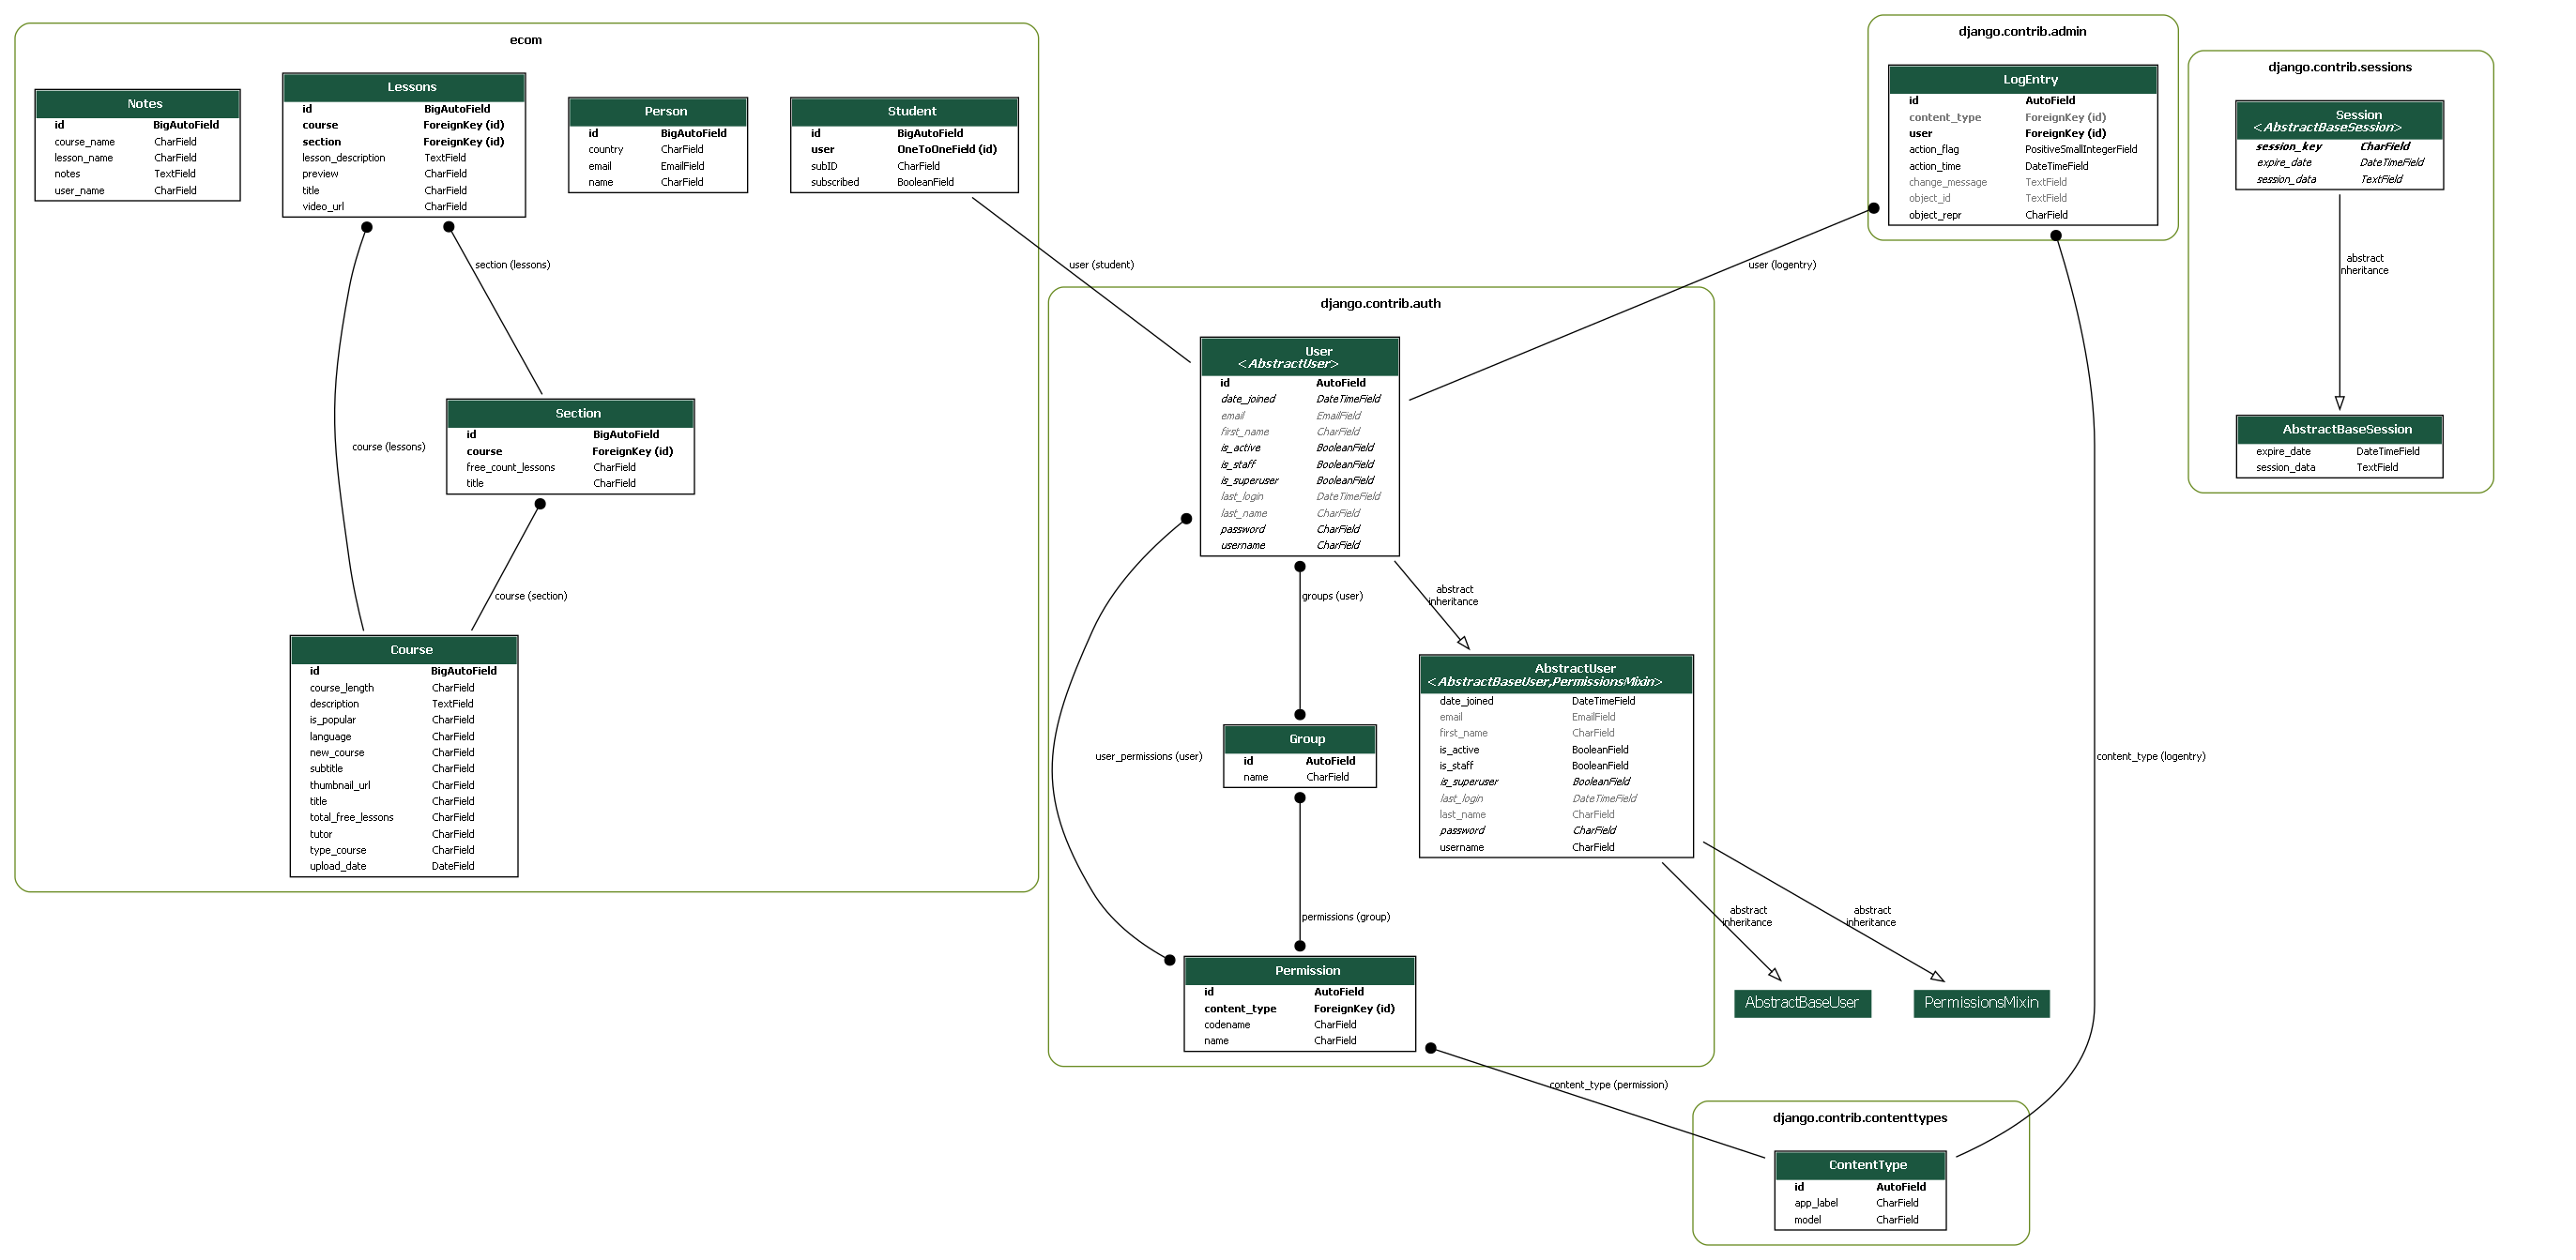 ecom
Notes
id BigAutoField
course_name CharField
lesson_name CharField
notes TextField
user_name CharField
Lessons
id BigAutoField
course ForeignKey (id)
section ForeignKey (id)
lesson_description TextField
preview CharField
title CharField
video_url CharField
Person
id BigAutoField
country CharField
email EmailField
name CharField
Student
id BigAutoField
user OneToOneField (id)
subID CharField
subscribed BooleanField
section (lessons)
course (lessons)
Section
id BigAutoField
course ForeignKey (id)
free_count_lessons CharField
title CharField
course (section)
Course
id BigAutoField
course_length CharField
description TextField
is_popular CharField
language CharField
new_course CharField
subtitle CharField
thumbnail_url CharField
title CharField
total_free_lessons CharField
tutor CharField
type_course CharField
upload_date DateField
user (student)
user (logentry)
django.contrib.admin
LogEntry
id AutoField
content_type ForeignKey (id)
user ForeignKey (id)
action_flag PositiveSmallIntegerField
action_time DateTimeField
change_message TextField
object_id TextField
object_repr CharField
django.contrib.sessions
Session
<AbstractBaseSession>
session_key CharField
expire_date DateTimeField
session_data TextField
abstract
inheritance
AbstractBaseSession
expire_date DateTimeField
session_data TextField
django.contrib.auth
User
<AbstractUser>
id AutoField
date_joined DateTimeField
email EmailField
first_name CharField
is_active BooleanField
is_staff BooleanField
is_superuser BooleanField
last_login DateTimeField
last_name CharField
password CharField
username CharField
groups (user)
abstract
inheritance
user_permissions (user)
Group
id AutoField
name CharField
AbstractUser
<AbstractBaseUser,PermissionsMixin>
date_joined DateTimeField
email EmailField
first_name CharField
is_active BooleanField
is_staff BooleanField
is_superuser BooleanField
last_login DateTimeField
last_name CharField
password CharField
username CharField
content_type (logentry)
permissions (group)
abstract
inheritance
abstract
inheritance
Permission
id AutoField
content_type ForeignKey (id)
codename CharField
name CharField
AbstractBaseUser
PermissionsMixin
content_type (permission)
django.contrib.contenttypes
ContentType
id AutoField
app_label CharField
model CharField